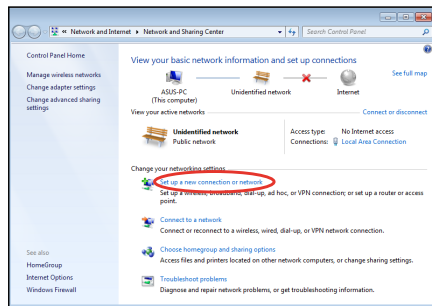 « Network and Internet ▸ Network and Sharing Center
Search Control Panel
Control Panel Home
Manage wireless networks
Change adapter settings
Change advanced sharing
settings
See also
HomeGroup
Internet Options
Windows Firewall
View your basic network information and set up connections
See full map
ASUS-PC
(This computer)
Unidentified network
Internet
View your active networks
Connect or disconnect
Unidentified network
Public network
Access type: No Internet access
Connections: Local Area Connection
Change your networking settings
Set up a new connection or network
Set up a wireless, broadband, dial-up, ad hoc, or VPN connection; or set up a router or access
point.
Connect to a network
Connect or reconnect to a wireless, wired, dial-up, or VPN network connection.
Choose homegroup and sharing options
Access files and printers located on other network computers, or change sharing settings.
Troubleshoot problems
Diagnose and repair network problems, or get troubleshooting information.